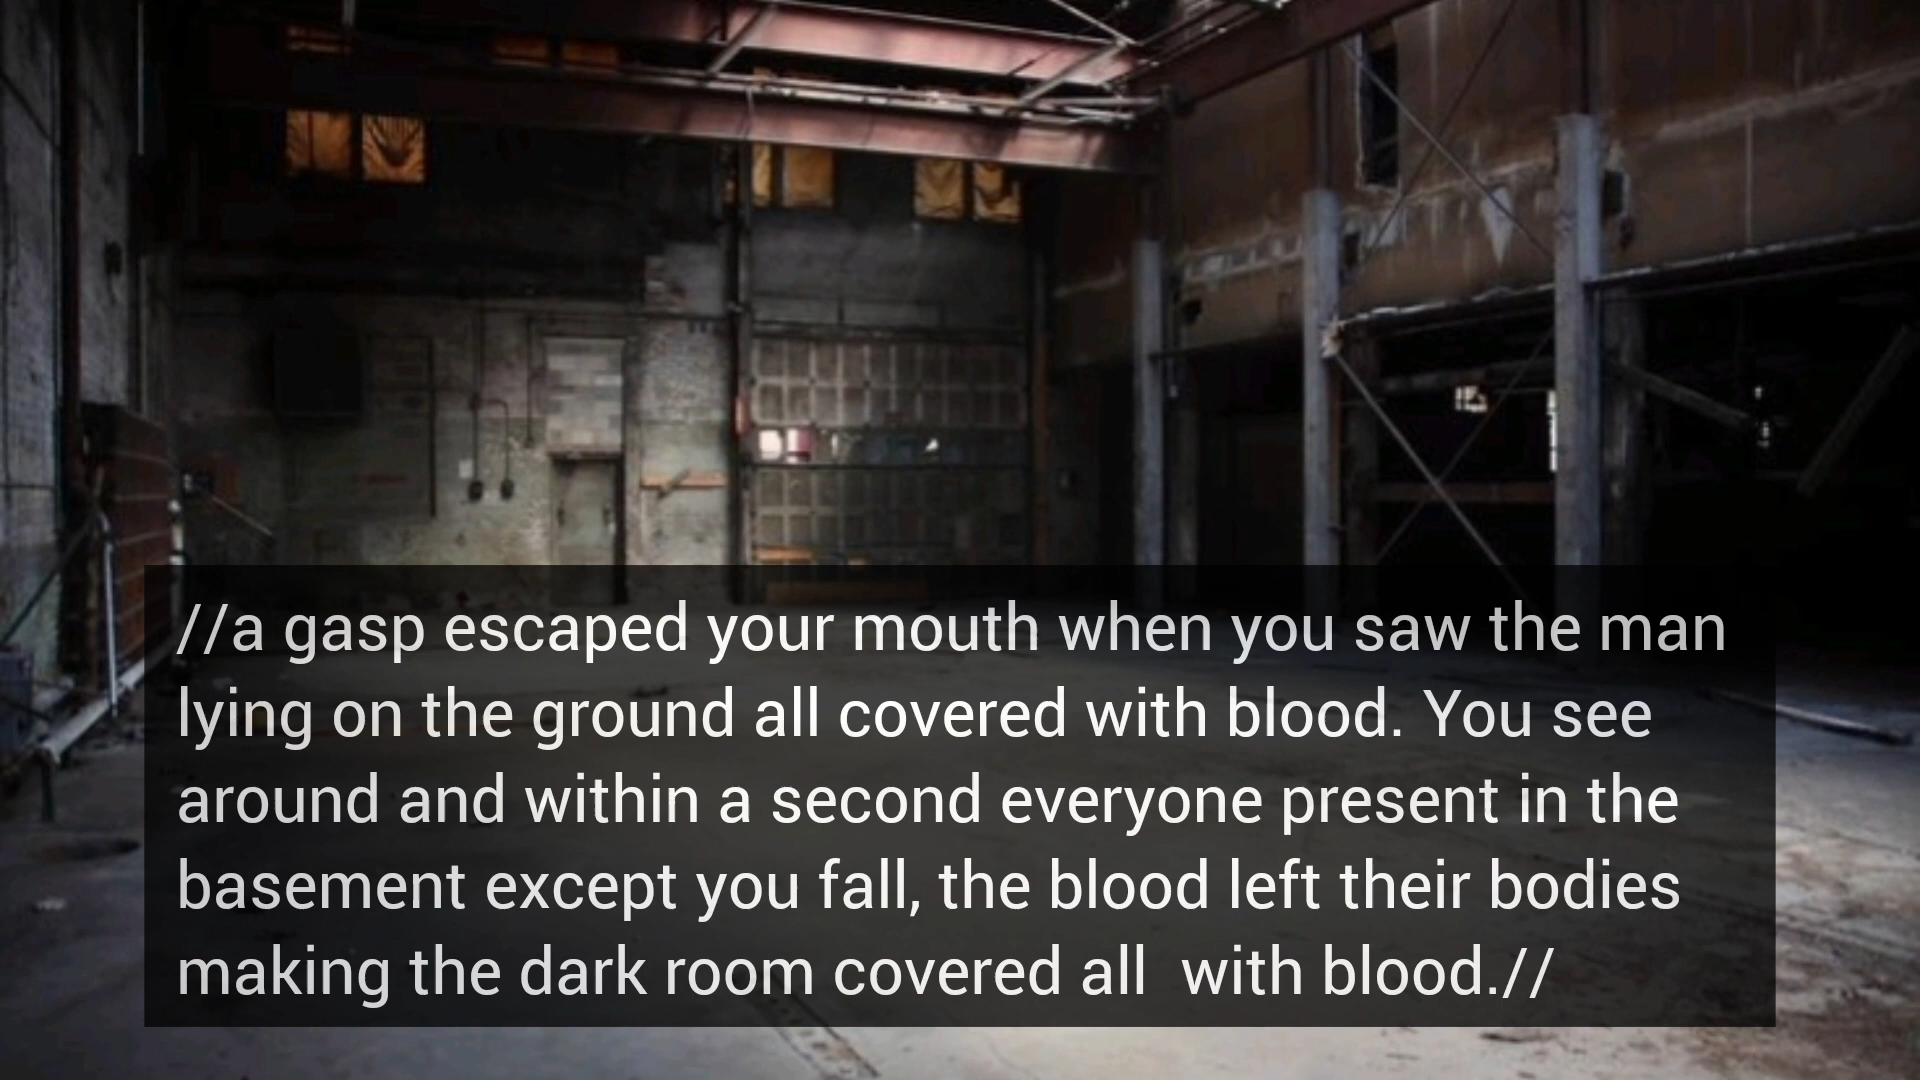 //a gasp escaped your mouth when you saw the man
lying on the ground all covered with blood. You see
around and within a second everyone present in the
basement except you fall, the blood left their bodies
making the dark room covered all  with blood.//